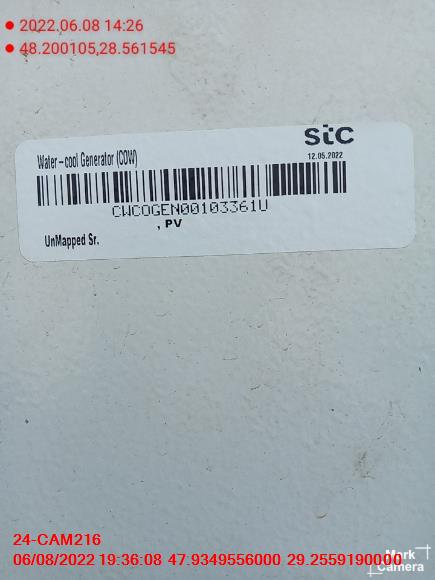 2022.06.08 14:26
48.200105,28.561545
stc
Water-cool Generator (COW)
12.05.2022
CWCOGEN00103361U
, PV
UnMapped Sr.
24-CAM216
Mark
Camera
06/08/2022 19:36:08 47.9349556000 29.2559190000